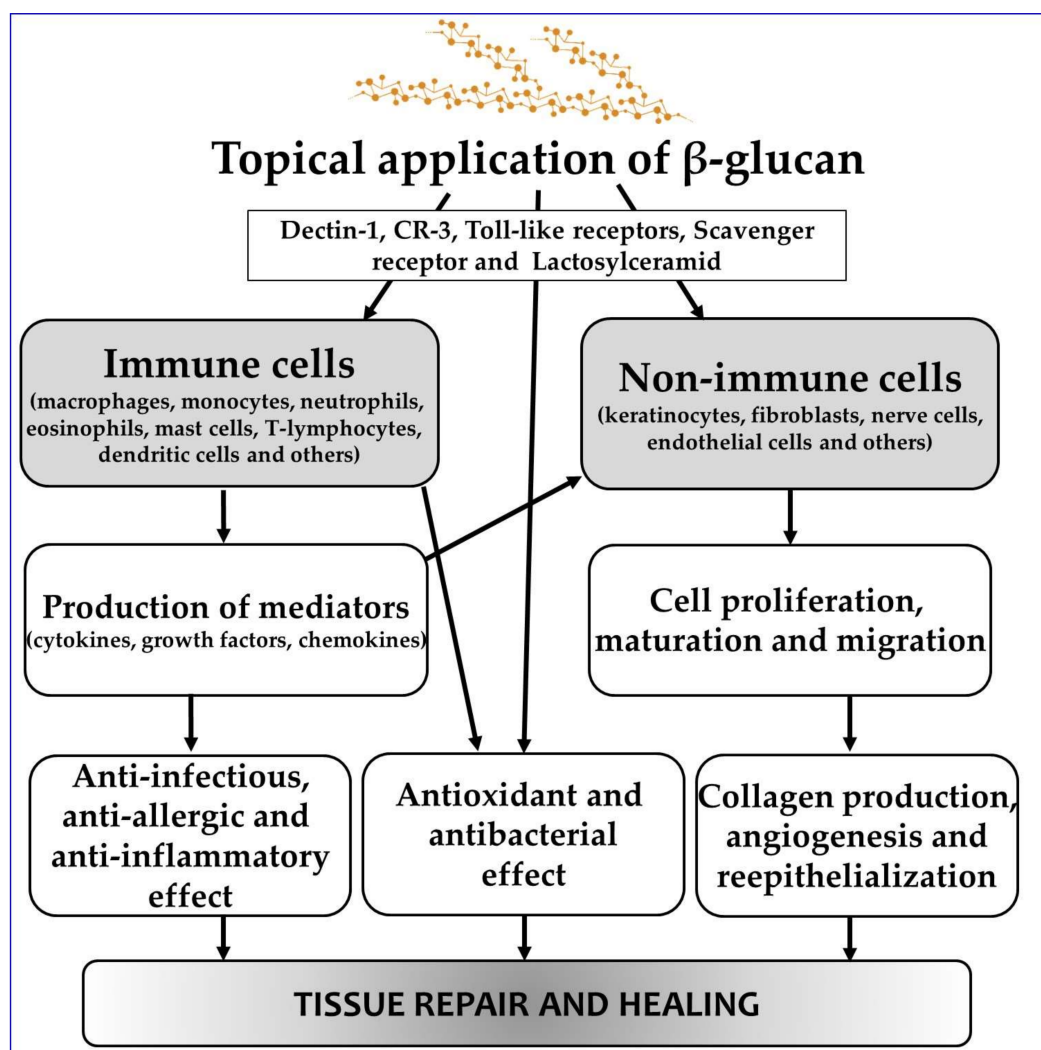 Topical application of β-glucan
Dectin-1, CR-3, Toll-like receptors, Scavenger
receptor and Lactosylceramid
Immune cells
(macrophages, monocytes, neutrophils,
eosinophils, mast cells, T-lymphocytes,
dendritic cells and others)
Non-immune cells
(keratinocytes, fibroblasts, nerve cells,
endothelial cells and others)
Production of mediators
(cytokines, growth factors, chemokines)
Cell proliferation,
maturation and migration
Anti-infectious,
anti-allergic and
anti-inflammatory
effect
Antioxidant and
antibacterial
effect
Collagen production,
angiogenesis and
reepithelialization
TISSUE REPAIR AND HEALING